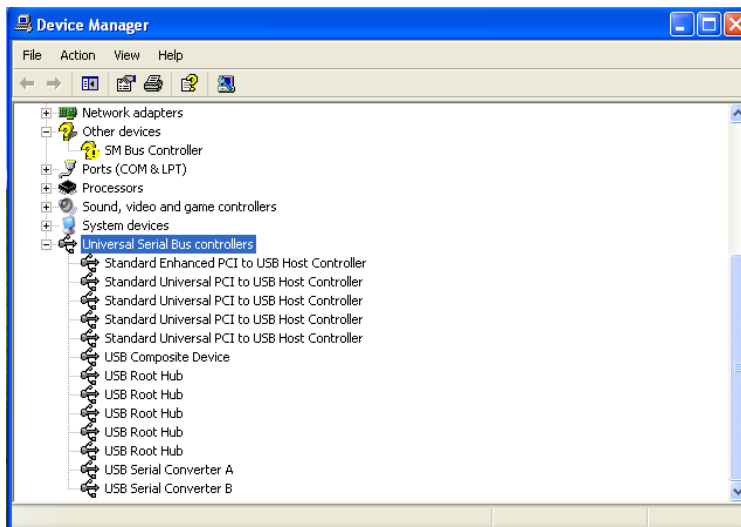 Device Manager
File Action View Help
Network adapters
Other devices
SM Bus Controller
Ports (COM & LPT)
Processors
Sound, video and game controllers
System devices
Universal Serial Bus controllers
Standard Enhanced PCI to USB Host Controller
Standard Universal PCI to USB Host Controller
Standard Universal PCI to USB Host Controller
Standard Universal PCI to USB Host Controller
Standard Universal PCI to USB Host Controller
USB Composite Device
USB Root Hub
USB Root Hub
USB Root Hub
USB Root Hub
USB Root Hub
USB Serial Converter A
USB Serial Converter B